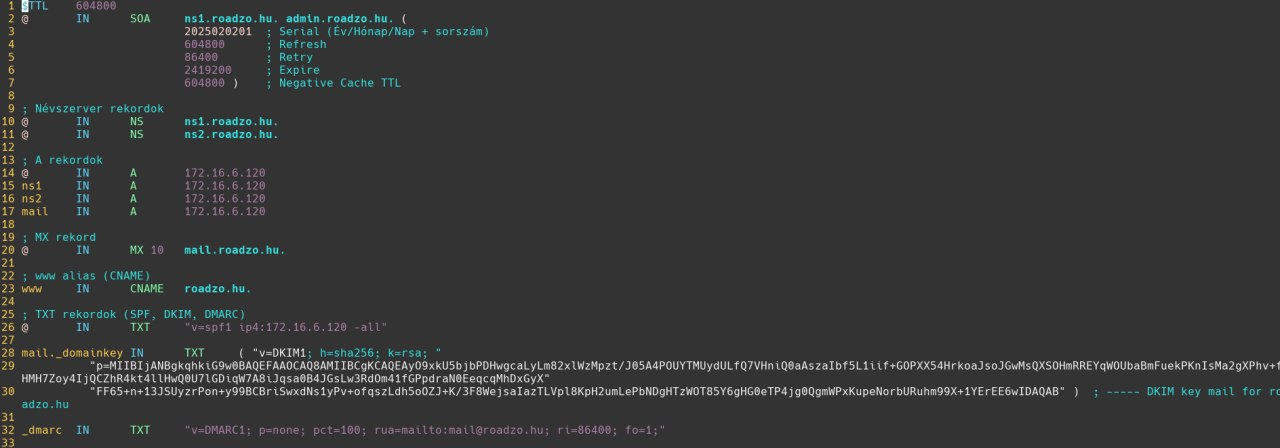 1 $TTL    604800
2 @       IN      SOA     ns1.roadzo.hu. admin.roadzo.hu. (
3                         2025020201  ; Serial (Év/Hónap/Nap + sorszám)
4                         604800      ; Refresh
5                         86400       ; Retry
6                         2419200     ; Expire
7                         604800 )    ; Negative Cache TTL
8
9 ; Névszerver rekordok
10 @       IN      NS      ns1.roadzo.hu.
11 @       IN      NS      ns2.roadzo.hu.
12
13 ; A rekordok
14 @       IN      A       172.16.6.120
15 ns1     IN      A       172.16.6.120
16 ns2     IN      A       172.16.6.120
17 mail    IN      A       172.16.6.120
18
19 ; MX rekord
20 @       IN      MX 10   mail.roadzo.hu.
21
22 ; www alias (CNAME)
23 www     IN      CNAME   roadzo.hu.
24
25 ; TXT rekordok (SPF, DKIM, DMARC)
26 @       IN      TXT     "v=spf1 ip4:172.16.6.120 -all"
27
28 mail._domainkey IN      TXT     ( "v=DKIM1; h=sha256; k=rsa; "
29           "p=MIIBIjANBgkqhkiG9w0BAQEFAAOCAQ8AMIIBCgKCAQEAyO9xkU5bjbPDHwgcaLyLm82xlWzMpzt/J05A4POUYTMUydULfQ7VHniQ0aAszaIbf5L1iif+GOPXX54HrkoaJsoJGwMsQXSOHmRREYqWOUbaBmFuekPKnIsMa2gXPhv+f
HMH7Zoy4IjQCZhR4kt4llHwQ0U7lGDiqW7A8iJqsa0B4JGsLw3RdOm41fGPpdraN0EeqcqMhDxGyX"
30           "FF65+n+13JSUyzrPon+y99BCBriSwxdNs1yPv+ofqszLdh5oOZJ+K/3F8WejsaIazTLVpl8KpH2umLePbNDgHTzWOT85Y6gHG0eTP4jg0QgmWPxKupeNorbURuhm99X+1YErEE6wIDAQAB" )  ; ----- DKIM key mail for ro
adzo.hu
31
32 _dmarc  IN      TXT     "v=DMARC1; p=none; pct=100; rua=mailto:mail@roadzo.hu; ri=86400; fo=1;"
33